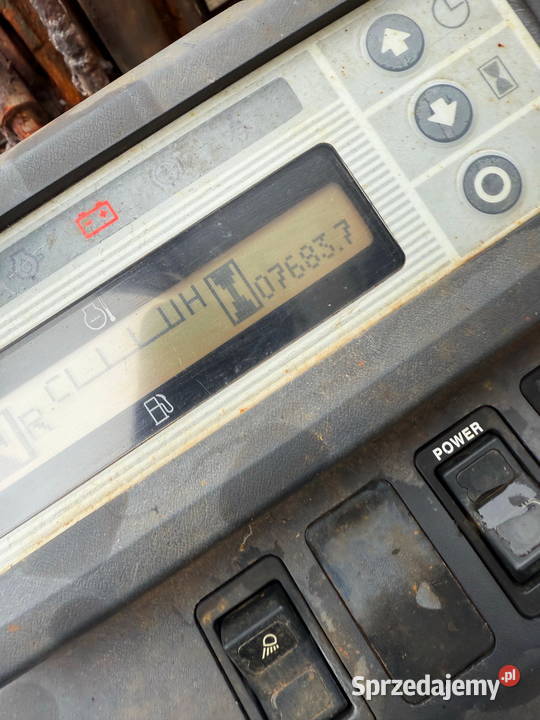 07683.7
H
C
R
POWER
Sprzedajemy.pl